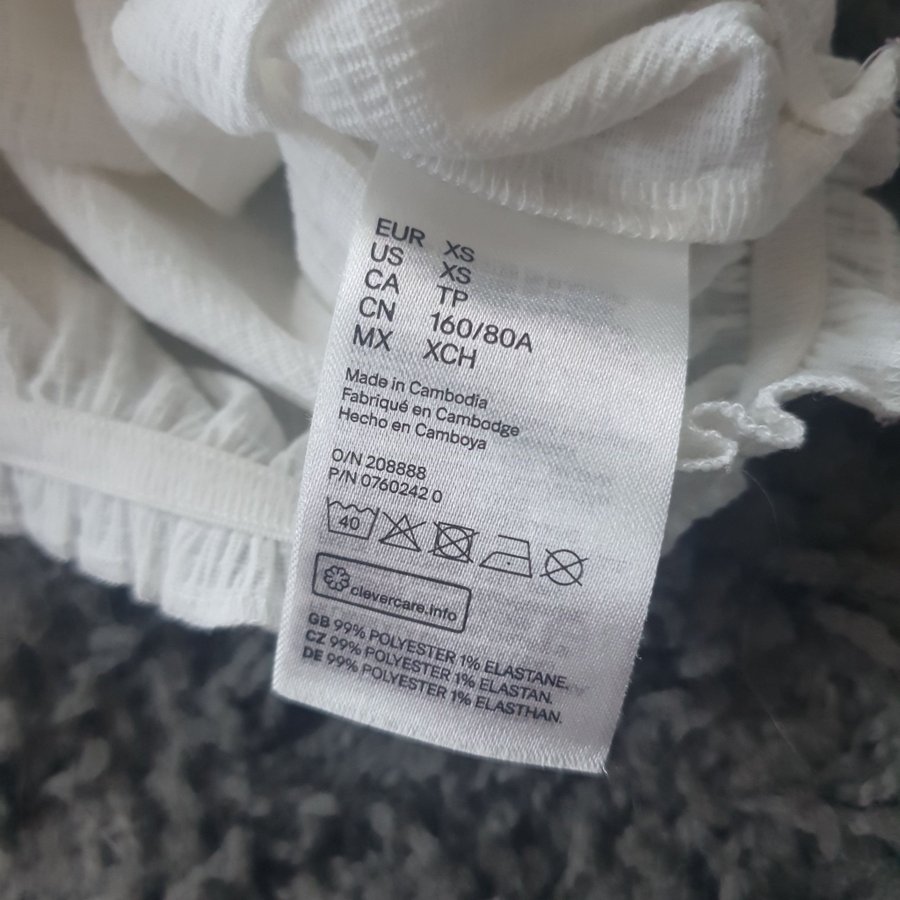 EUR XS
US XS
CA TP
CN 160/80A
MX XCH
Made in Cambodia
Fabriqué en Cambodge
Hecho en Camboya
O/N 208888
P/N 0760242 0
40
clevercare.info
GB 99% POLYESTER 1% ELASTANE.
CZ 99% POLYESTER 1% ELASTAN.
DE 99% POLYESTER 1% ELASTHAN.